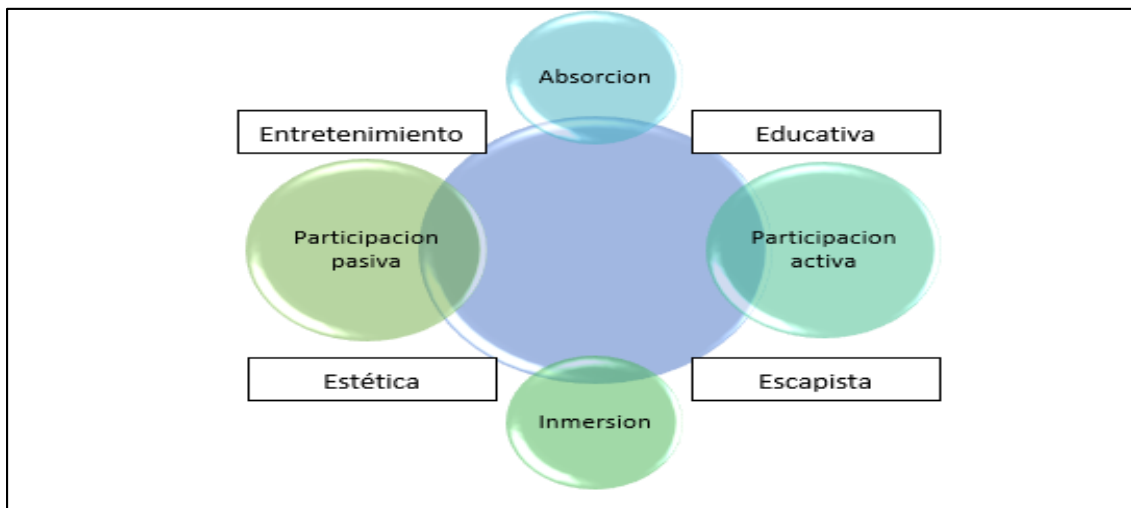 Absorcion
Entretenimiento
Educativa
Participacion
pasiva
Participacion
activa
Estética
Escapista
Inmersion